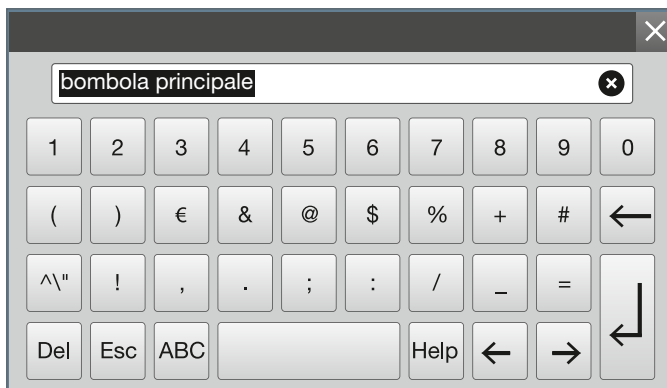 bombola principale
1 2 3 4 5 6 7 8 9 0
( ) € & @ $ % + #
^\" ! , . ; : / _ =
Del Esc ABC Help